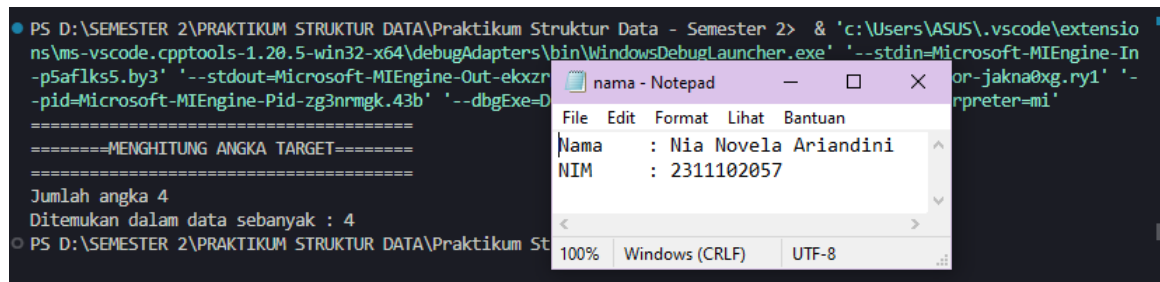 PS D:\SEMESTER 2\PRAKTIKUM STRUKTUR DATA\Praktikum Struktur Data - Semester 2> & 'c:\Users\ASUS\.vscode\extensio
ns\ms-vscode.cpptools-1.20.5-win32-x64\debugAdapters\bin\WindowsDebugLauncher.exe' '--stdin=Microsoft-MIEngine-In
-p5aflks5.by3' '--stdout=Microsoft-MIEngine-Out-ekxzr or-jakna0xg.ry1' '-
-pid=Microsoft-MIEngine-Pid-zg3nrmgk.43b' '--dbgExe=D rpreter=mi'
=======================================
========MENGHITUNG ANGKA TARGET========
=======================================
Jumlah angka 4
Ditemukan dalam data sebanyak : 4
PS D:\SEMESTER 2\PRAKTIKUM STRUKTUR DATA\Praktikum St
nama - Notepad
File Edit Format Lihat Bantuan
Nama : Nia Novela Ariandini
NIM : 2311102057
100% Windows (CRLF) UTF-8